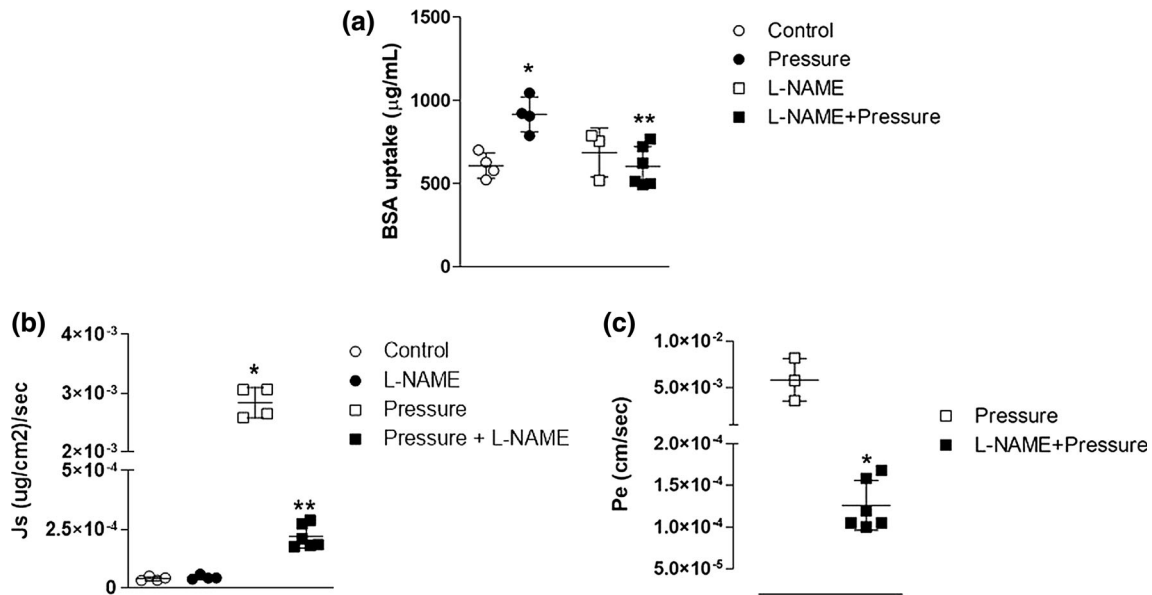 (a)
BSA uptake (µg/mL)
1500
1000
500
0
*
**
Control
Pressure
L-NAME
L-NAME+Pressure
(b)
Js (ug/cm2)/sec
4×10⁻³
3×10⁻³
2×10⁻³
5×10⁻⁴
2.5×10⁻⁴
0
*
**
Control
L-NAME
Pressure
Pressure + L-NAME
(c)
Pe (cm/sec)
1.0×10⁻²
5.0×10⁻³
2.0×10⁻⁴
1.5×10⁻⁴
1.0×10⁻⁴
5.0×10⁻⁵
*
Pressure
L-NAME+Pressure